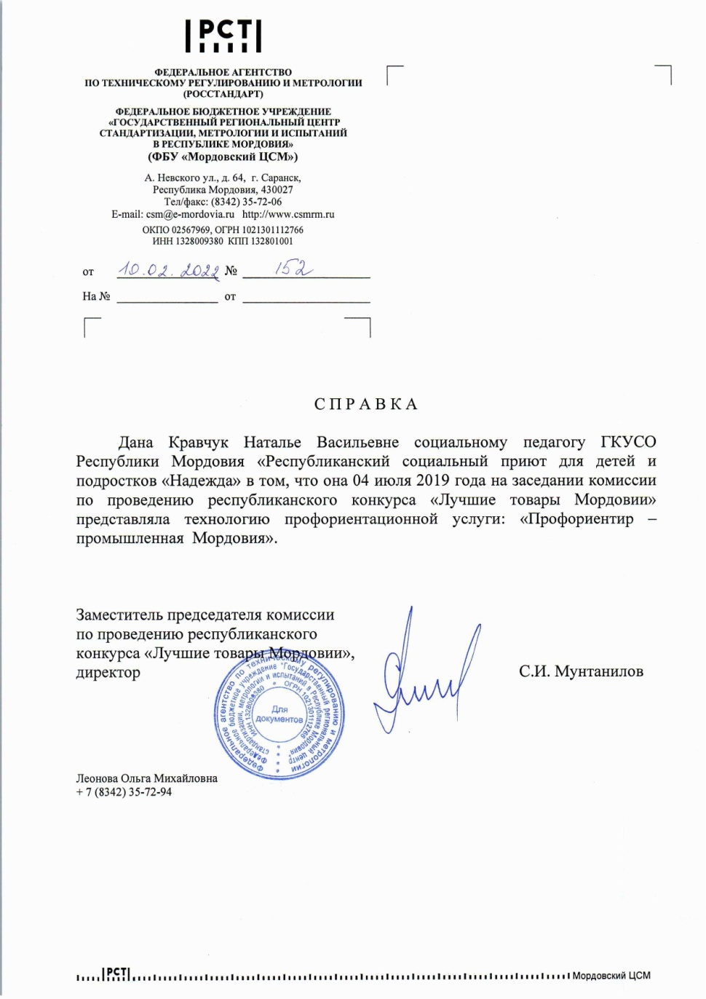 РСТ
ФЕДЕРАЛЬНОЕ АГЕНТСТВО
ПО ТЕХНИЧЕСКОМУ РЕГУЛИРОВАНИЮ И МЕТРОЛОГИИ
(РОССТАНДАРТ)
ФЕДЕРАЛЬНОЕ БЮДЖЕТНОЕ УЧРЕЖДЕНИЕ
«ГОСУДАРСТВЕННЫЙ РЕГИОНАЛЬНЫЙ ЦЕНТР
СТАНДАРТИЗАЦИИ, МЕТРОЛОГИИ И ИСПЫТАНИЙ
В РЕСПУБЛИКЕ МОРДОВИЯ»
(ФБУ «Мордовский ЦСМ»)
А. Невского ул., д. 64, г. Саранск,
Республика Мордовия, 430027
Тел/факс: (8342) 35-72-06
E-mail: csm@e-mordovia.ru http://www.csmrm.ru
ОКПО 02567969, ОГРН 1021301112766
ИНН 1328009380 КПП 132801001
от 10.02.2022 № 152
На № от
СПРАВКА
Дана Кравчук Наталье Васильевне социальному педагогу ГКУСО
Республики Мордовия «Республиканский социальный приют для детей и
подростков «Надежда» в том, что она 04 июля 2019 года на заседании комиссии
по проведению республиканского конкурса «Лучшие товары Мордовии»
представляла технологию профориентационной услуги: «Профориентир –
промышленная Мордовия».
Заместитель председателя комиссии
по проведению республиканского
конкурса «Лучшие товары Мордовии»,
директор С.И. Мунтанилов
Федеральное агентство по техническому регулированию и метрологии
Федеральное бюджетное учреждение "Государственный региональный центр
стандартизации, метрологии и испытаний в Республике Мордовия"
ИНН 1328009380 * ОГРН 1021301112766
Для
документов
Леонова Ольга Михайловна
+ 7 (8342) 35-72-94
РСТ Мордовский ЦСМ